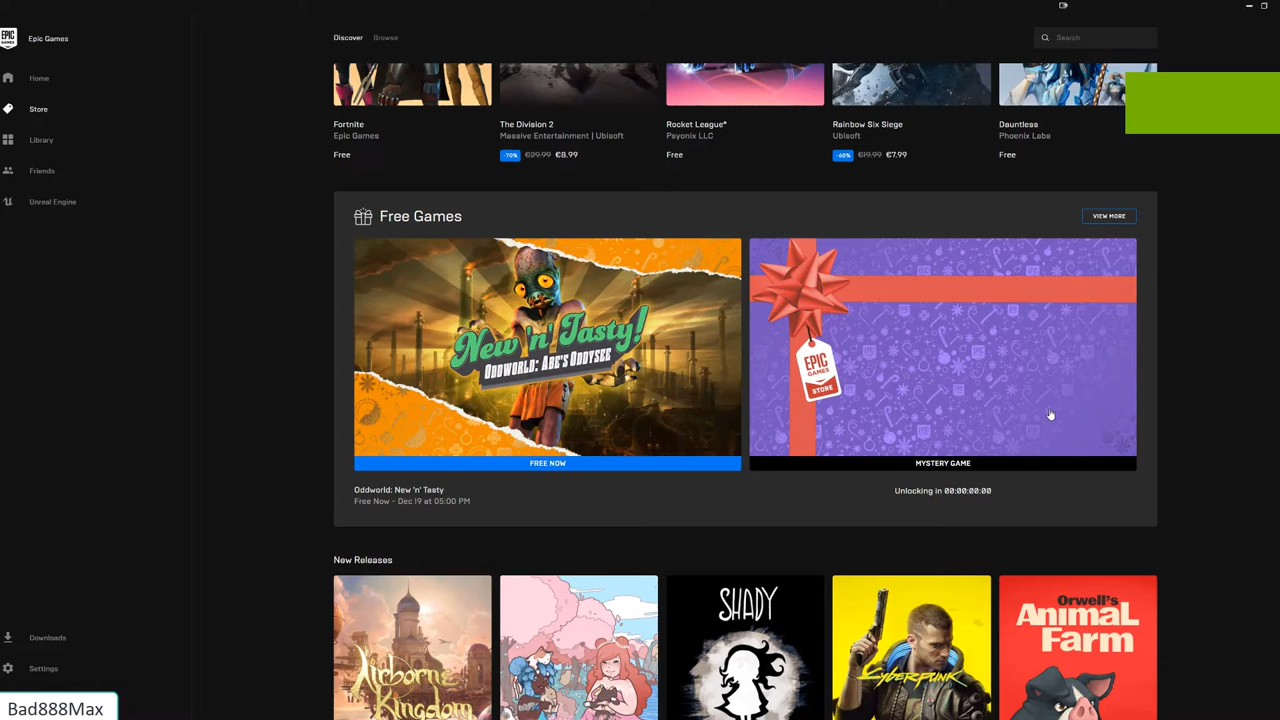 EPIC
GAMES
Epic Games
Discover
Browse
Search
Home
Store
Library
Friends
Unreal Engine
Fortnite
Epic Games
Free
The Division 2
Massive Entertainment | Ubisoft
-70% €29.99 €8.99
Rocket League®
Psyonix LLC
Free
Rainbow Six Siege
Ubisoft
-60% €19.99 €7.99
Dauntless
Phoenix Labs
Free
Free Games
VIEW MORE
New 'n' Tasty!
ODDWORLD: ABE'S ODDYSEE
FREE NOW
Oddworld: New 'n' Tasty
Free Now - Dec 19 at 05:00 PM
EPIC
GAMES
STORE
MYSTERY GAME
Unlocking in 00:00:00:00
New Releases
Airborne
Kingdom
SHADY
CYBERPUNK
Orwell's
ANIMAL
FARM
Downloads
Settings
Bad888Max